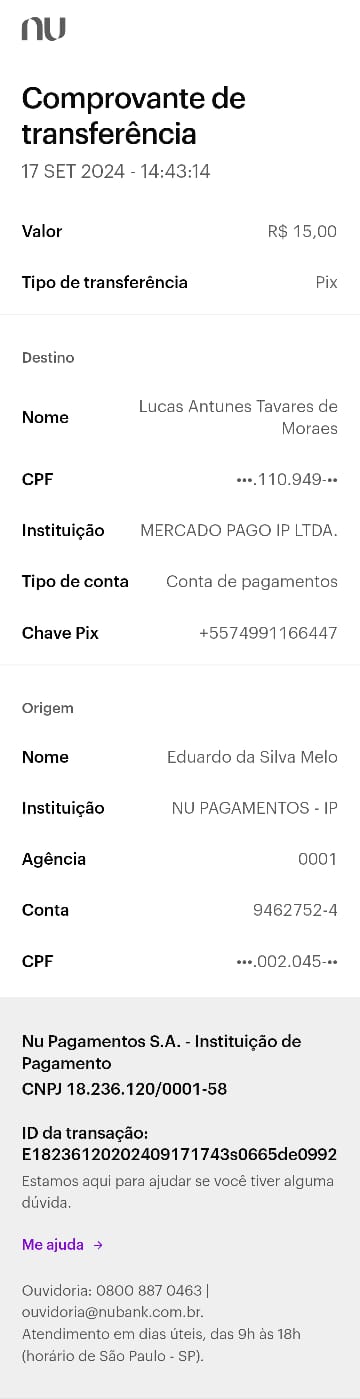 nu
Comprovante de
transferência
17 SET 2024 - 14:43:14
Valor R$ 15,00
Tipo de transferência Pix
Destino
Nome Lucas Antunes Tavares de
Moraes
CPF •••.110.949-••
Instituição MERCADO PAGO IP LTDA.
Tipo de conta Conta de pagamentos
Chave Pix +5574991166447
Origem
Nome Eduardo da Silva Melo
Instituição NU PAGAMENTOS - IP
Agência 0001
Conta 9462752-4
CPF •••.002.045-••
Nu Pagamentos S.A. - Instituição de
Pagamento
CNPJ 18.236.120/0001-58
ID da transação:
E18236120202409171743s0665de0992
Estamos aqui para ajudar se você tiver alguma
dúvida.
Me ajuda →
Ouvidoria: 0800 887 0463 |
ouvidoria@nubank.com.br.
Atendimento em dias úteis, das 9h às 18h
(horário de São Paulo - SP).